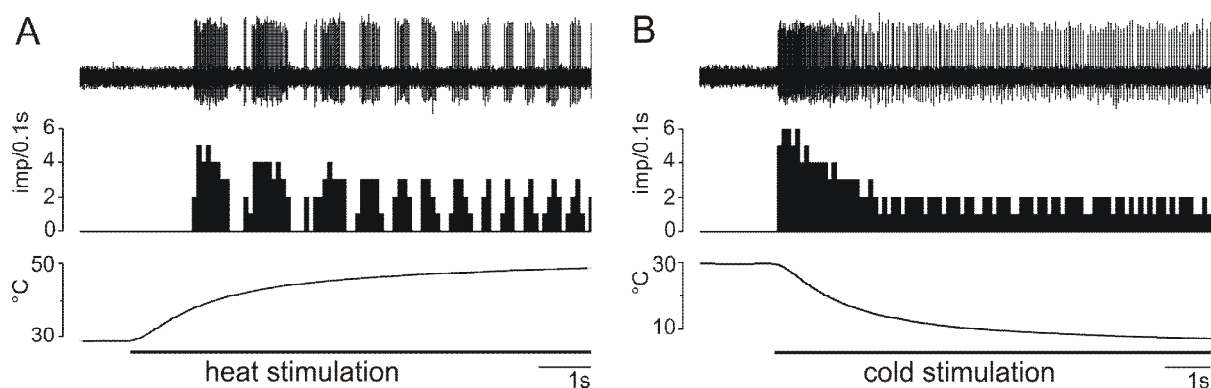 A
imp/0.1s
6
4
2
0
°C
50
30
heat stimulation
1s
B
imp/0.1s
6
4
2
0
°C
30
10
cold stimulation
1s